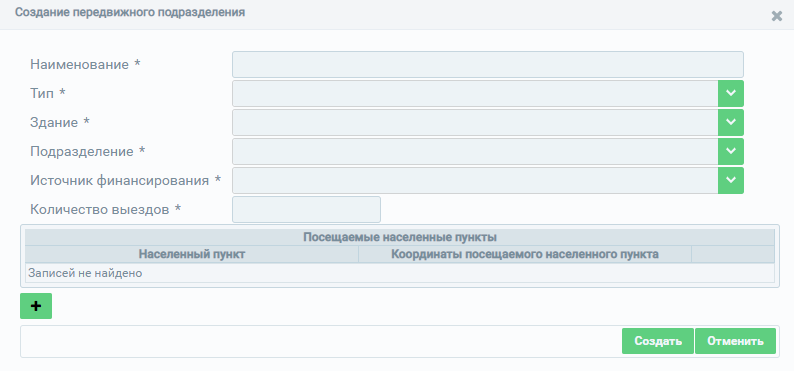 Создание передвижного подразделения
Наименование *
Тип *
Здание *
Подразделение *
Источник финансирования *
Количество выездов *
Посещаемые населенные пункты
Населенный пункт Координаты посещаемого населенного пункта
Записей не найдено
Создать Отменить